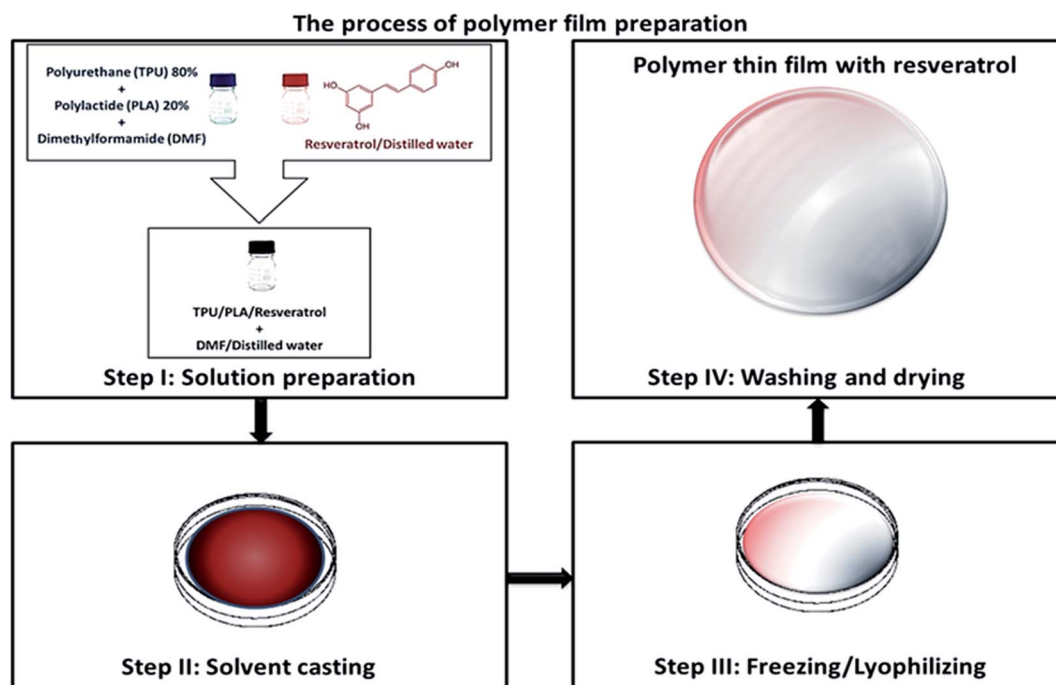 The process of polymer film preparation
Polyurethane (TPU) 80%
+
Polylactide (PLA) 20%
+
Dimethylformamide (DMF)
OH
HO
OH
Resveratrol/Distilled water
TPU/PLA/Resveratrol
+
DMF/Distilled water
Step I: Solution preparation
Step II: Solvent casting
Step III: Freezing/Lyophilizing
Polymer thin film with resveratrol
Step IV: Washing and drying